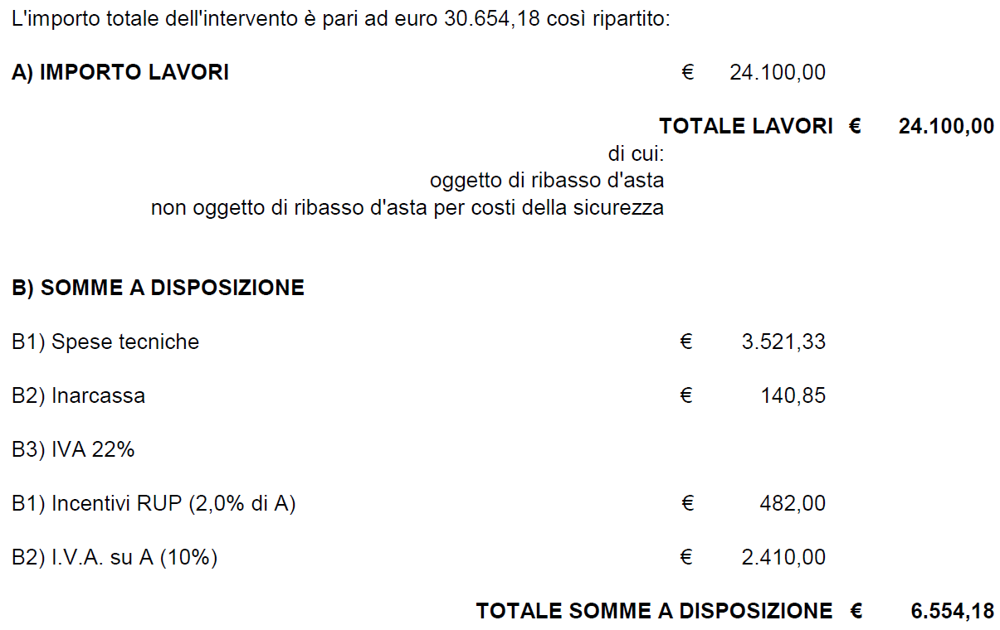 L'importo totale dell'intervento è pari ad euro 30.654,18 così ripartito:
A) IMPORTO LAVORI € 24.100,00
TOTALE LAVORI € 24.100,00
di cui:
oggetto di ribasso d'asta
non oggetto di ribasso d'asta per costi della sicurezza
B) SOMME A DISPOSIZIONE
B1) Spese tecniche € 3.521,33
B2) Inarcassa € 140,85
B3) IVA 22%
B1) Incentivi RUP (2,0% di A) € 482,00
B2) I.V.A. su A (10%) € 2.410,00
TOTALE SOMME A DISPOSIZIONE € 6.554,18